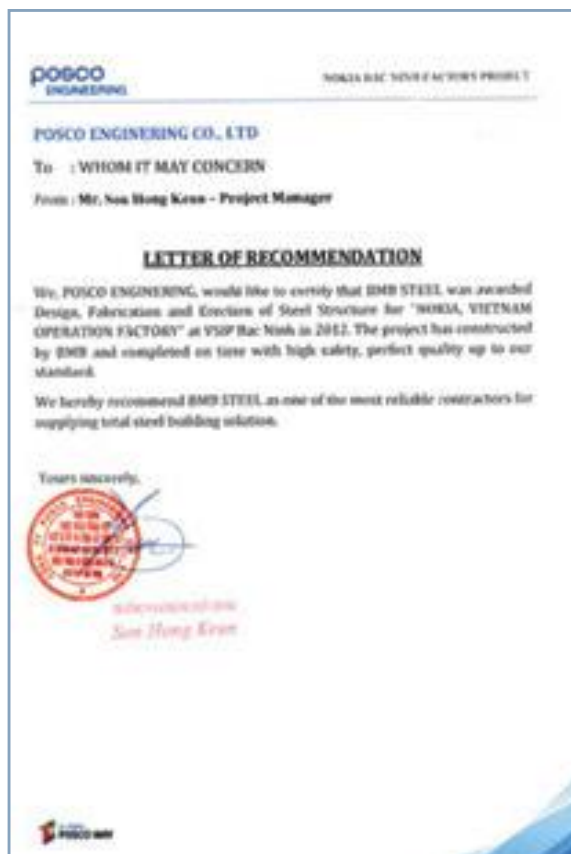 posco
ENGINEERING
NOKIA BAC NINH FACTORY PROJECT
POSCO ENGINERING CO., LTD
To : WHOM IT MAY CONCERN
From : Mr. Son Hong Keun – Project Manager
LETTER OF RECOMMENDATION
We, POSCO ENGINERING, would like to certify that BMB STEEL was awarded
Design, Fabrication and Erection of Steel Structure for "NOKIA, VIETNAM
OPERATION FACTORY" at VSIP Bac Ninh in 2012. The project has constructed
by BMB and completed on time with high safety, perfect quality up to our
standard.
We hereby recommend BMB STEEL as one of the most reliable contractors for
supplying total steel building solution.
Yours sincerely,
Son Hong Keun
POSCO WAY